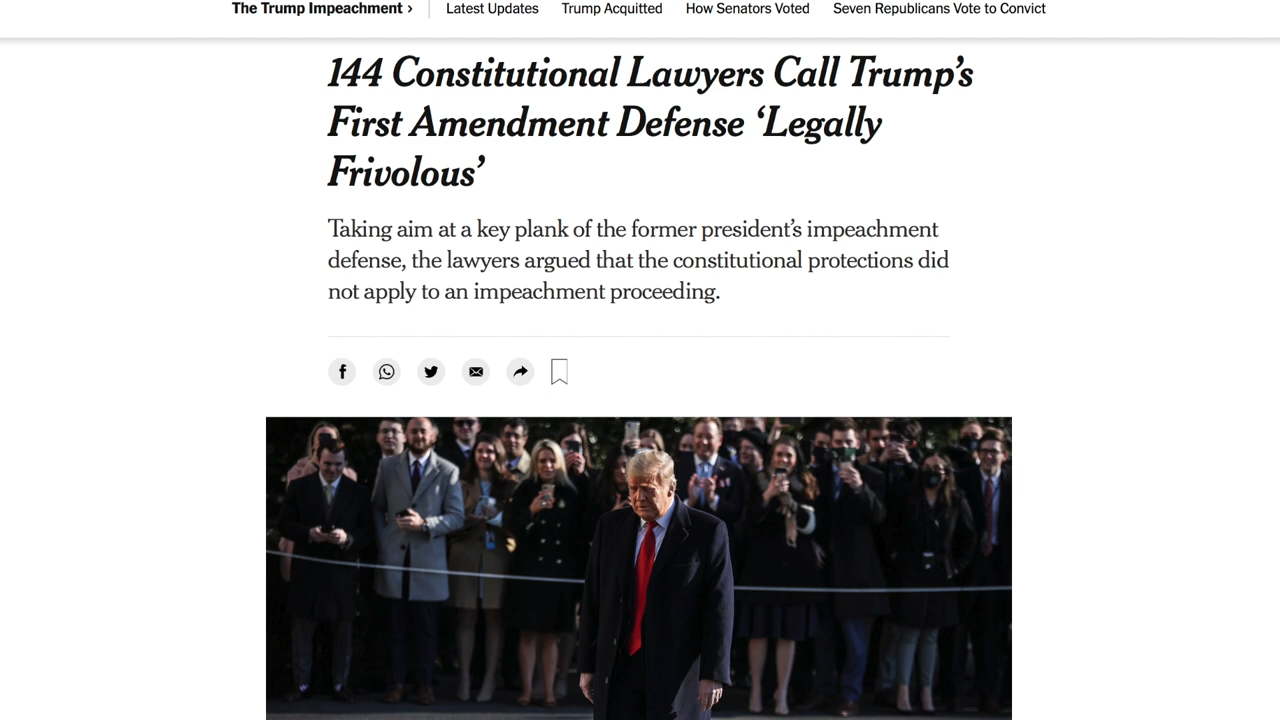 The Trump Impeachment › Latest Updates Trump Acquitted How Senators Voted Seven Republicans Vote to Convict
144 Constitutional Lawyers Call Trump’s
First Amendment Defense ‘Legally
Frivolous’
Taking aim at a key plank of the former president’s impeachment
defense, the lawyers argued that the constitutional protections did
not apply to an impeachment proceeding.